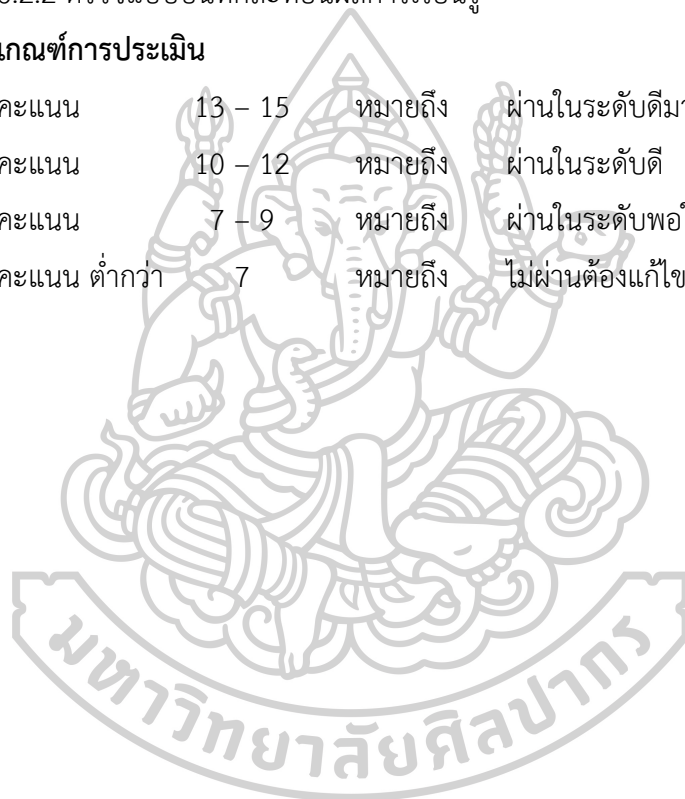 เกณฑ์การประเมิน
คะแนน 13 – 15 หมายถึง ผ่านในระดับดีมา
คะแนน 10 – 12 หมายถึง ผ่านในระดับดี
คะแนน 7 – 9 หมายถึง ผ่านในระดับพอใ
คะแนน ต่ำกว่า 7 หมายถึง ไม่ผ่านต้องแก้ไข
มหาวิทยาลัยศิลปากร